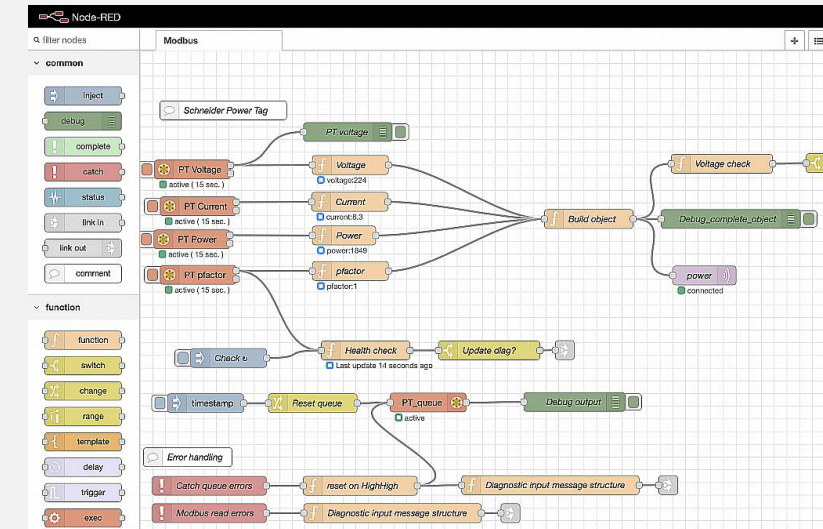 Node-RED
filter nodes
Modbus
common
inject
debug
complete
catch
status
link in
link out
comment
function
function
switch
change
range
template
delay
trigger
exec
Schneider Power Tag
PT voltage
PT Voltage
active ( 15 sec. )
Voltage
voltage:224
Voltage check
PT Current
active ( 15 sec. )
Current
current:8.3
Build object
Debug_complete_object
PT Power
active ( 15 sec. )
Power
power:1849
PT pfactor
active ( 15 sec. )
pfactor
pfactor:1
power
connected
Health check
Last update 14 seconds ago
Update diag?
timestamp
Reset queue
PT_queue
active
Debug output
Error handling
Catch queue errors
reset on HighHigh
Diagnostic input message structure
Modbus read errors
Diagnostic input message structure